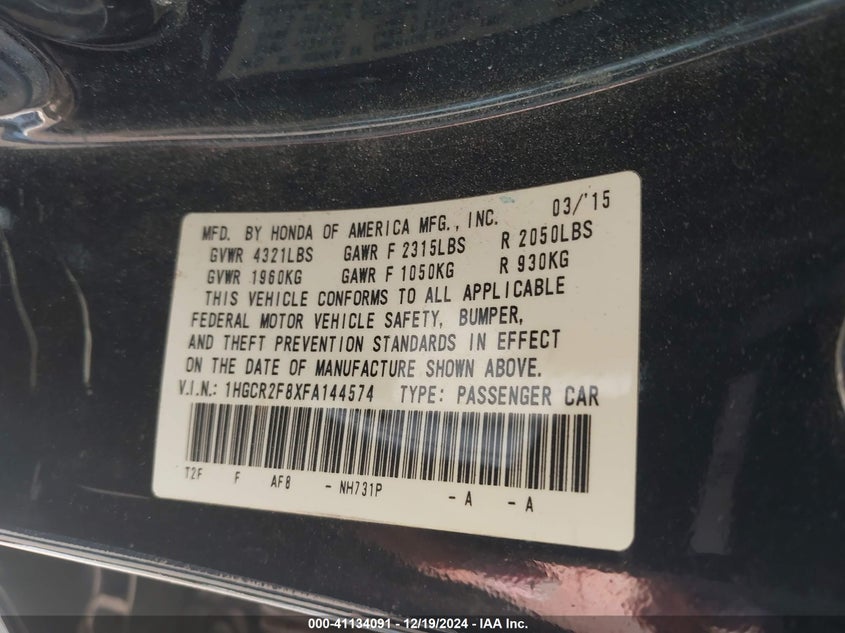 MFD. BY HONDA OF AMERICA MFG., INC. 03/'15
GVWR 4321LBS GAWR F 2315LBS R 2050LBS
GVWR 1960KG GAWR F 1050KG R 930KG
THIS VEHICLE CONFORMS TO ALL APPLICABLE
FEDERAL MOTOR VEHICLE SAFETY, BUMPER,
AND THEFT PREVENTION STANDARDS IN EFFECT
ON THE DATE OF MANUFACTURE SHOWN ABOVE.
V.I.N.: 1HGCR2F8XFA144574 TYPE: PASSENGER CAR
T2F F AF8 - NH731P - A - A
000-41134091 - 12/19/2024 - IAA Inc.